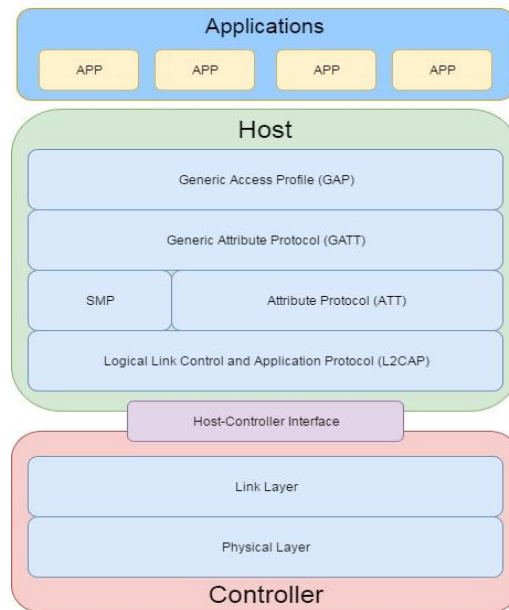 Applications
APP APP APP APP
Host
Generic Access Profile (GAP)
Generic Attribute Protocol (GATT)
SMP Attribute Protocol (ATT)
Logical Link Control and Application Protocol (L2CAP)
Host-Controller Interface
Link Layer
Physical Layer
Controller